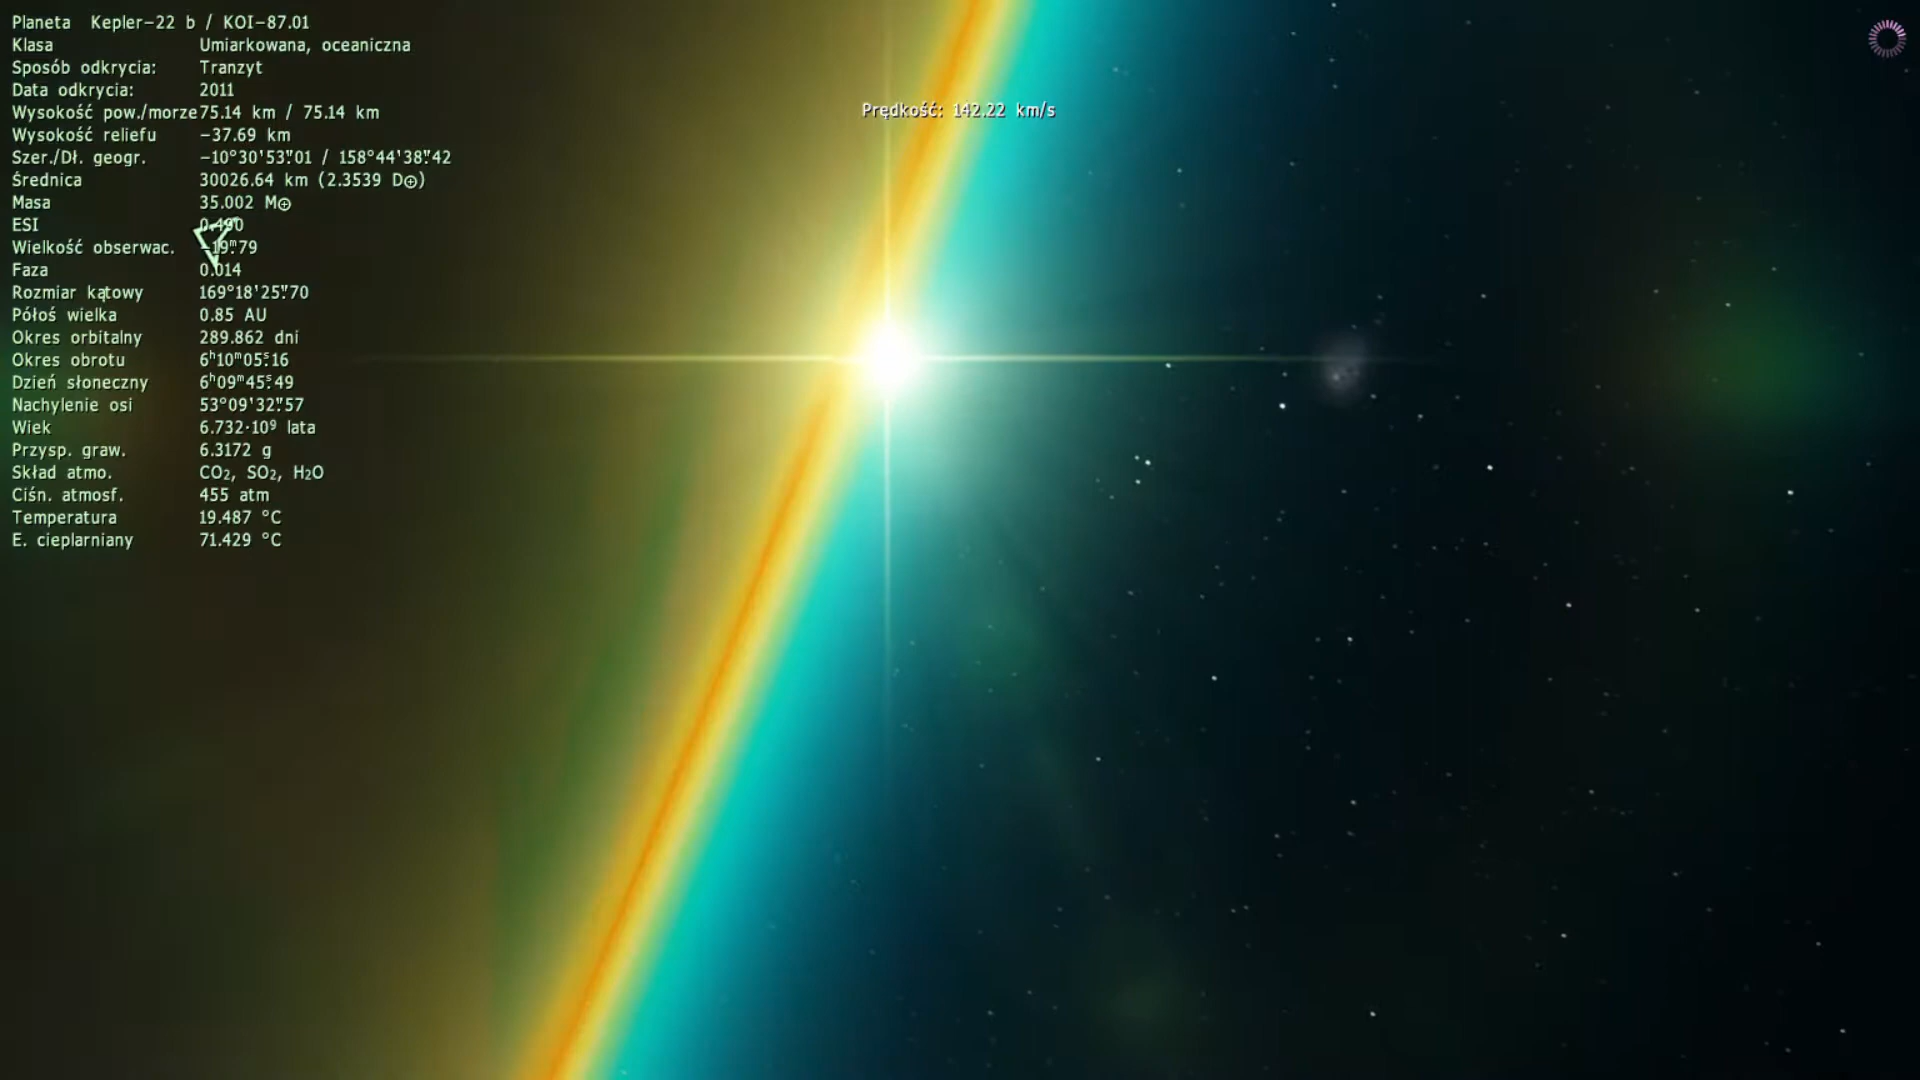 Planeta Kepler-22 b / KOI-87.01
Klasa Umiarkowana, oceaniczna
Sposób odkrycia: Tranzyt
Data odkrycia: 2011
Wysokość pow./morze 75.14 km / 75.14 km
Wysokość reliefu -37.69 km
Szer./Dł. geogr. -10°30'53".01 / 158°44'38".42
Średnica 30026.64 km (2.3539 D⊕)
Masa 35.002 M⊕
ESI 0.490
Wielkość obserwac. -19ᵐ.79
Faza 0.014
Rozmiar kątowy 169°18'25".70
Półoś wielka 0.85 AU
Okres orbitalny 289.862 dni
Okres obrotu 6ʰ10ᵐ05ˢ.16
Dzień słoneczny 6ʰ09ᵐ45ˢ.49
Nachylenie osi 53°09'32".57
Wiek 6.732·10⁹ lata
Przysp. graw. 6.3172 g
Skład atmo. CO₂, SO₂, H₂O
Ciśn. atmosf. 455 atm
Temperatura 19.487 °C
E. cieplarniany 71.429 °C
Prędkość: 142.22 km/s